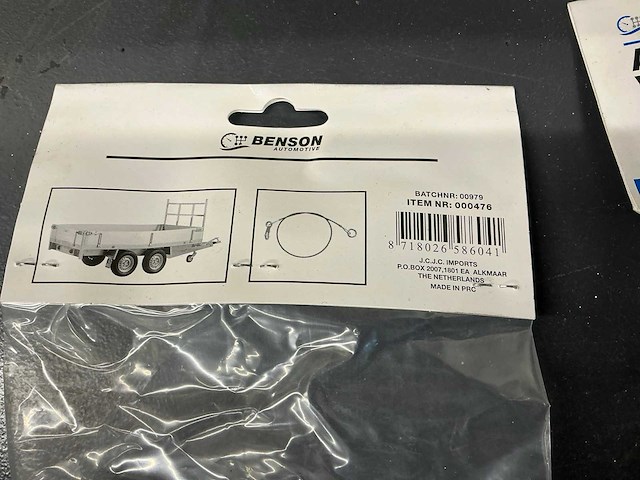 BENSON
AUTOMOTIVE
BATCHNR: 00979
ITEM NR: 000476
8 718026 586041
J.C.J.C. IMPORTS
P.O.BOX 2007,1801 EA ALKMAAR
THE NETHERLANDS
MADE IN PRC